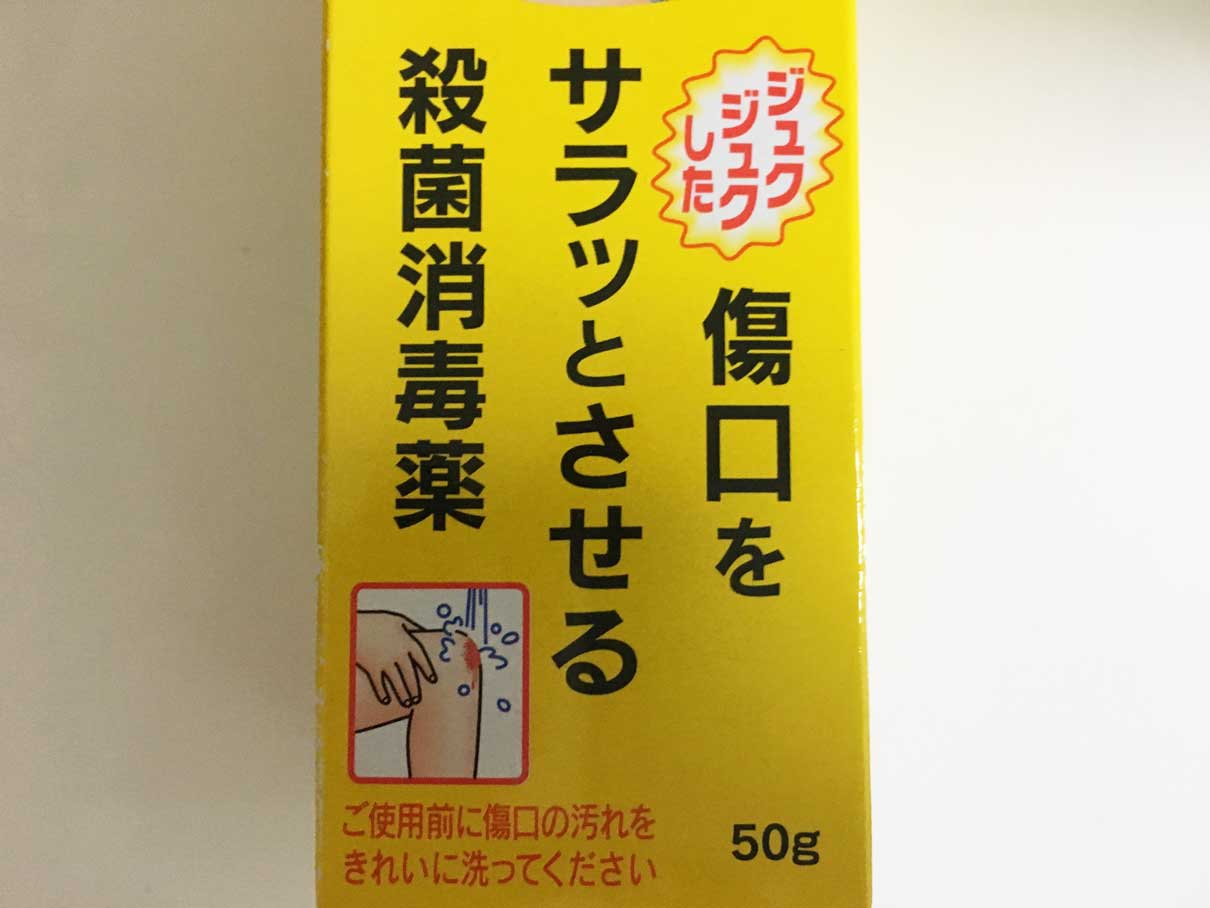 ジュク
ジュク
した
傷口を
サラッとさせる
殺菌消毒薬
ご使用前に傷口の汚れを
きれいに洗ってください
50g